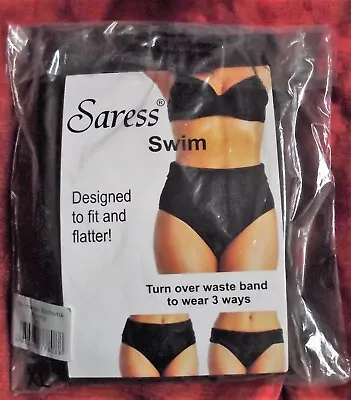 Saress®
Swim
Designed
to fit and
flatter!
Turn over waste band
to wear 3 ways
XL